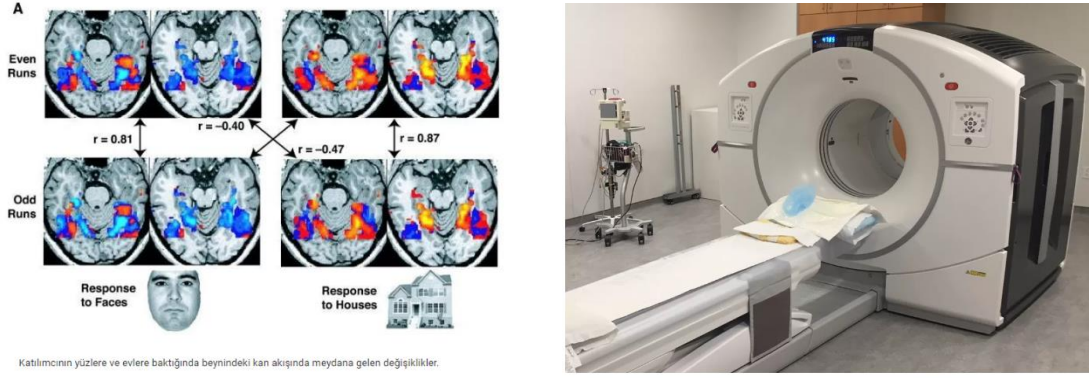 A
Even
Runs
r = 0.81
r = –0.40
r = –0.47
r = 0.87
Odd
Runs
Response
to Faces
Response
to Houses
Katılımcının yüzlere ve evlere baktığında beynindeki kan akışında meydana gelen değişiklikler.